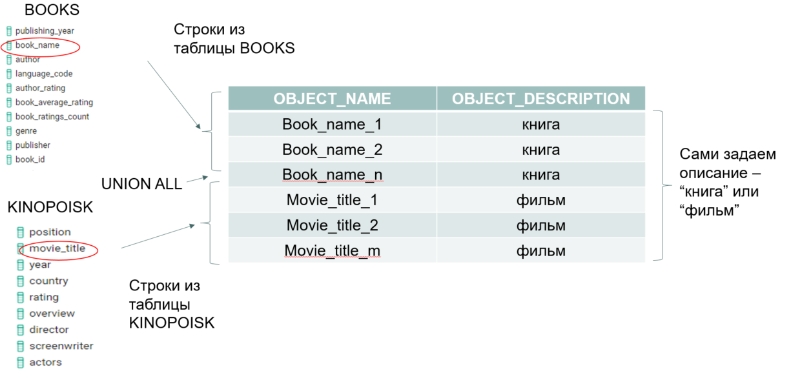 BOOKS
publishing_year
book_name
author
language_code
author_rating
book_average_rating
book_ratings_count
genre
publisher
book_id
Строки из
таблицы BOOKS
OBJECT_NAME OBJECT_DESCRIPTION
Book_name_1 книга
Book_name_2 книга
Book_name_n книга
Movie_title_1 фильм
Movie_title_2 фильм
Movie_title_m фильм
UNION ALL
Сами задаем
описание –
“книга” или
“фильм”
KINOPOISK
position
movie_title
year
country
rating
overview
director
screenwriter
actors
Строки из
таблицы
KINOPOISK